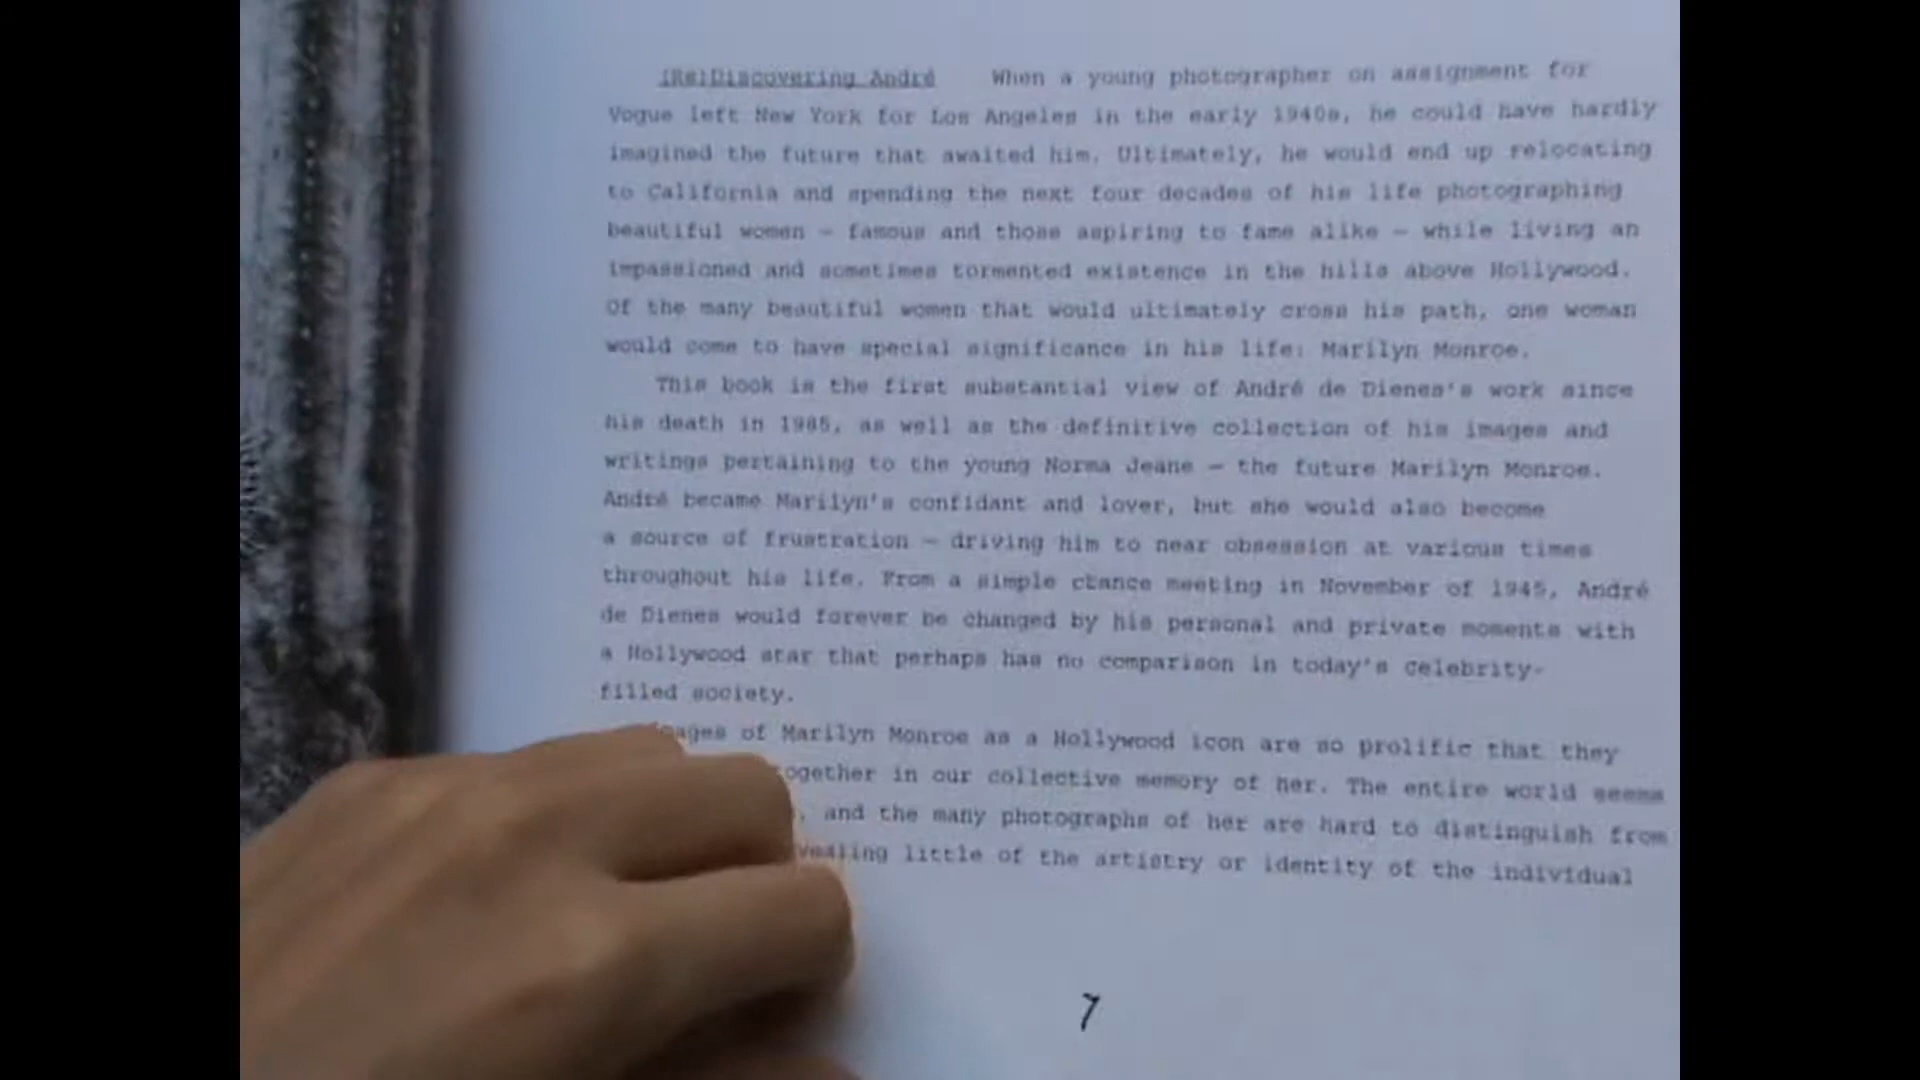 (Re)Discovering André When a young photographer on assignment for
Vogue left New York for Los Angeles in the early 1940s, he could have hardly
imagined the future that awaited him. Ultimately, he would end up relocating
to California and spending the next four decades of his life photographing
beautiful women – famous and those aspiring to fame alike – while living an
impassioned and sometimes tormented existence in the hills above Hollywood.
Of the many beautiful women that would ultimately cross his path, one woman
would come to have special significance in his life: Marilyn Monroe.
This book is the first substantial view of André de Dienes's work since
his death in 1985, as well as the definitive collection of his images and
writings pertaining to the young Norma Jeane – the future Marilyn Monroe.
André became Marilyn's confidant and lover, but she would also become
a source of frustration – driving him to near obsession at various times
throughout his life. From a simple chance meeting in November of 1945, André
de Dienes would forever be changed by his personal and private moments with
a Hollywood star that perhaps has no comparison in today's celebrity-
filled society.
of Marilyn Monroe as a Hollywood icon are so prolific that they
together in our collective memory of her. The entire world seems
, and the many photographs of her are hard to distinguish from
little of the artistry or identity of the individual
7